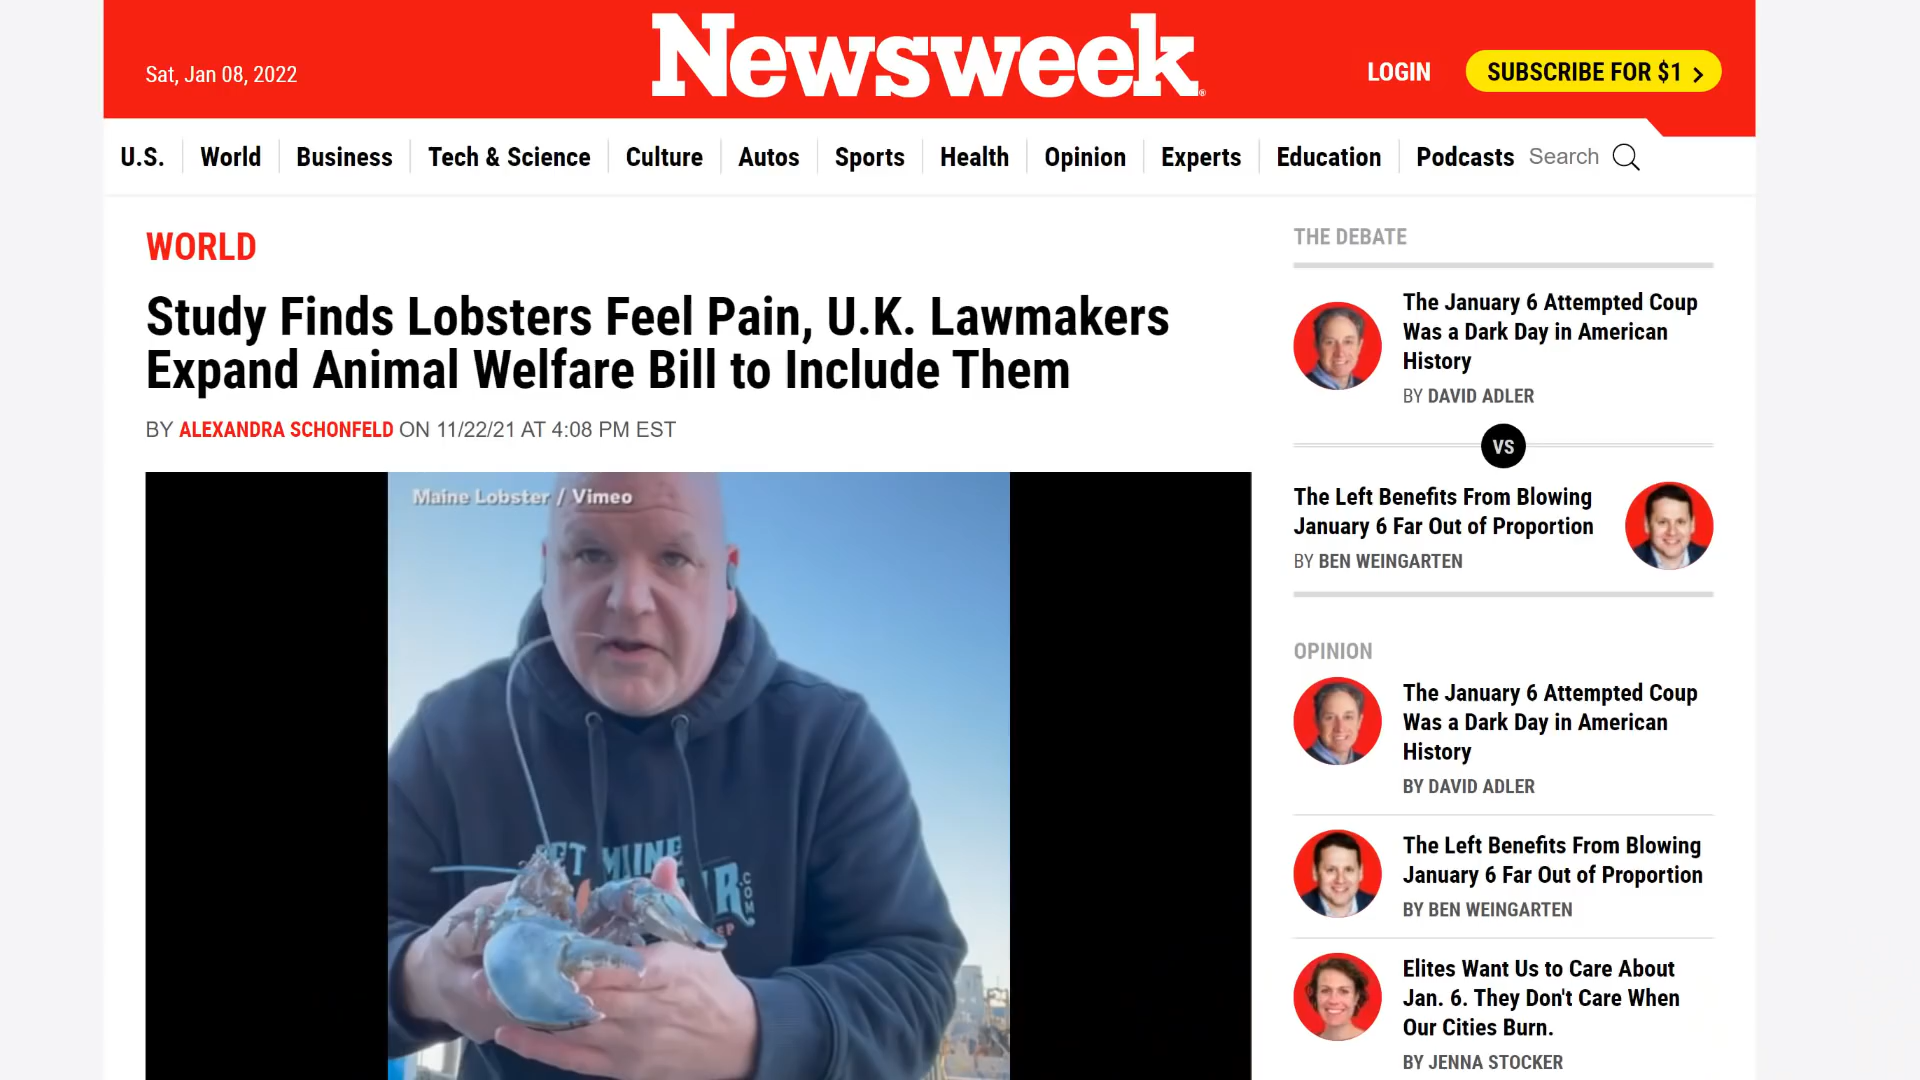 Newsweek
Sat, Jan 08, 2022
LOGIN
SUBSCRIBE FOR $1
U.S.
World
Business
Tech & Science
Culture
Autos
Sports
Health
Opinion
Experts
Education
Podcasts
Search
WORLD
Study Finds Lobsters Feel Pain, U.K. Lawmakers
Expand Animal Welfare Bill to Include Them
BY ALEXANDRA SCHONFELD ON 11/22/21 AT 4:08 PM EST
Maine Lobster / Vimeo
MAINE
.COM
THE DEBATE
The January 6 Attempted Coup
Was a Dark Day in American
History
BY DAVID ADLER
VS
The Left Benefits From Blowing
January 6 Far Out of Proportion
BY BEN WEINGARTEN
OPINION
The January 6 Attempted Coup
Was a Dark Day in American
History
BY DAVID ADLER
The Left Benefits From Blowing
January 6 Far Out of Proportion
BY BEN WEINGARTEN
Elites Want Us to Care About
Jan. 6. They Don't Care When
Our Cities Burn.
BY JENNA STOCKER